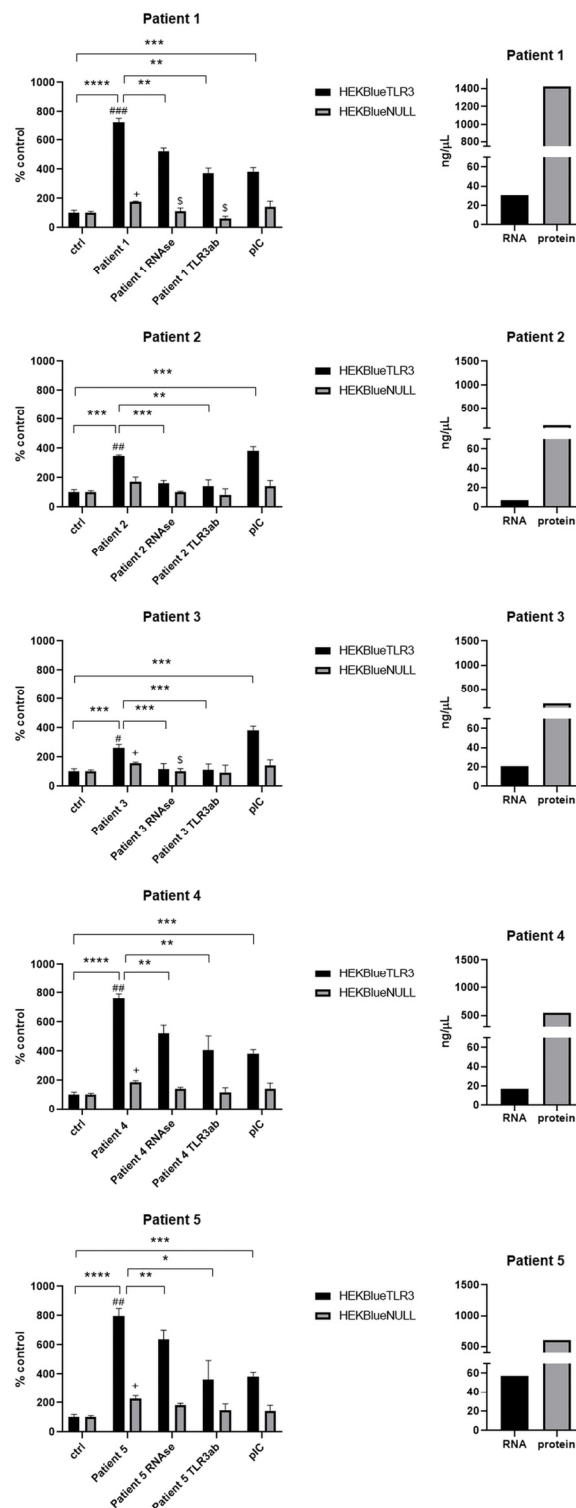 Patient 1
***
**
**** **
###
+
$ $
1000
800
600
400
200
0
% control
ctrl
Patient 1
Patient 1 RNAse
Patient 1 TLR3ab
pIC
HEKBlueTLR3
HEKBlueNULL
Patient 1
1400
1200
1000
800
60
40
20
0
ng/µL
RNA protein
Patient 2
***
**
*** ***
##
1000
800
600
400
200
0
% control
ctrl
Patient 2
Patient 2 RNAse
Patient 2 TLR3ab
pIC
HEKBlueTLR3
HEKBlueNULL
Patient 2
1500
1000
500
60
40
20
0
ng/µL
RNA protein
Patient 3
***
***
*** ***
#
+ $
1000
800
600
400
200
0
% control
ctrl
Patient 3
Patient 3 RNAse
Patient 3 TLR3ab
pIC
HEKBlueTLR3
HEKBlueNULL
Patient 3
1500
1000
500
60
40
20
0
ng/µL
RNA protein
Patient 4
***
**
**** **
##
+
1000
800
600
400
200
0
% control
ctrl
Patient 4
Patient 4 RNAse
Patient 4 TLR3ab
pIC
HEKBlueTLR3
HEKBlueNULL
Patient 4
1500
1000
500
60
40
20
0
ng/µL
RNA protein
Patient 5
***
*
**** **
##
+
1000
800
600
400
200
0
% control
ctrl
Patient 5
Patient 5 RNAse
Patient 5 TLR3ab
pIC
HEKBlueTLR3
HEKBlueNULL
Patient 5
1500
1000
500
60
40
20
0
ng/µL
RNA protein